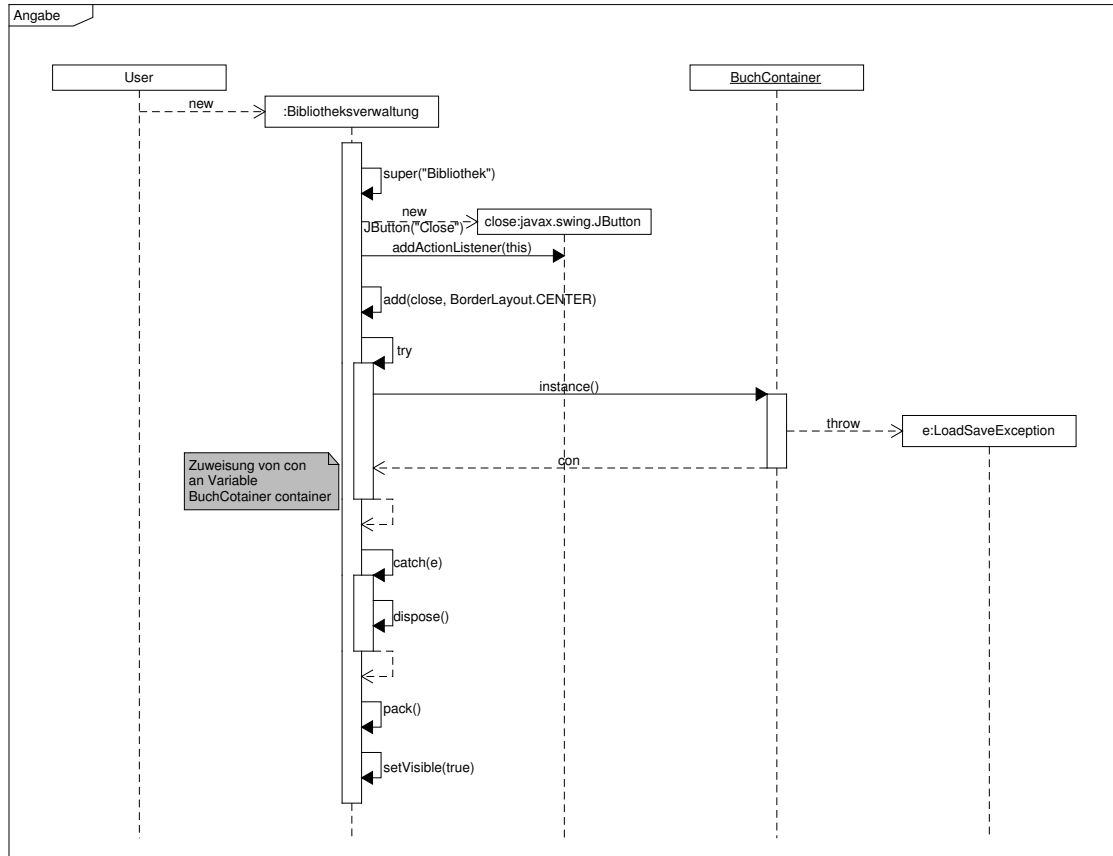 Angabe
User
BuchContainer
new
:Bibliotheksverwaltung
super("Bibliothek")
new
JButton("Close")
close:javax.swing.JButton
addActionListener(this)
add(close, BorderLayout.CENTER)
try
instance()
throw
e:LoadSaveException
con
Zuweisung von con
an Variable
BuchCotainer container
catch(e)
dispose()
pack()
setVisible(true)